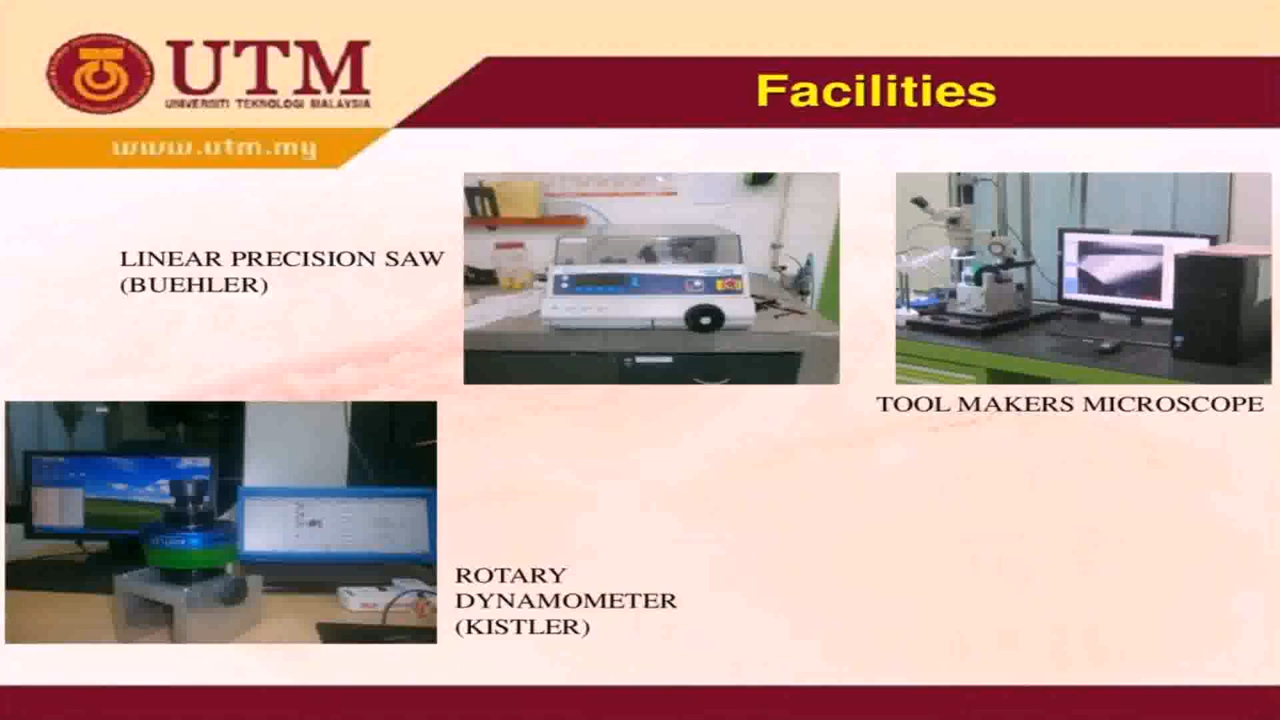 UTM
UNIVERSITI TEKNOLOGI MALAYSIA
www.utm.my
Facilities
LINEAR PRECISION SAW
(BUEHLER)
TOOL MAKERS MICROSCOPE
ROTARY
DYNAMOMETER
(KISTLER)